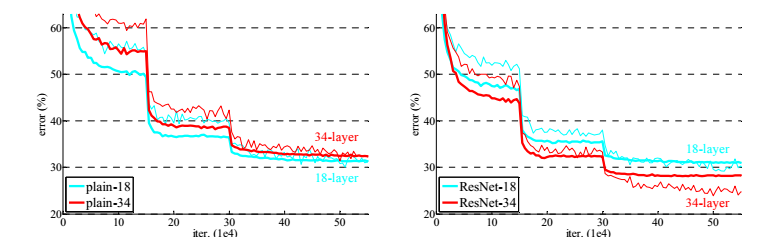 60
50
40
30
20
error (%)
34-layer
18-layer
plain-18
plain-34
0 10 20 30 40 50
iter. (1e4)
60
50
40
30
20
error (%)
18-layer
34-layer
ResNet-18
ResNet-34
0 10 20 30 40 50
iter. (1e4)